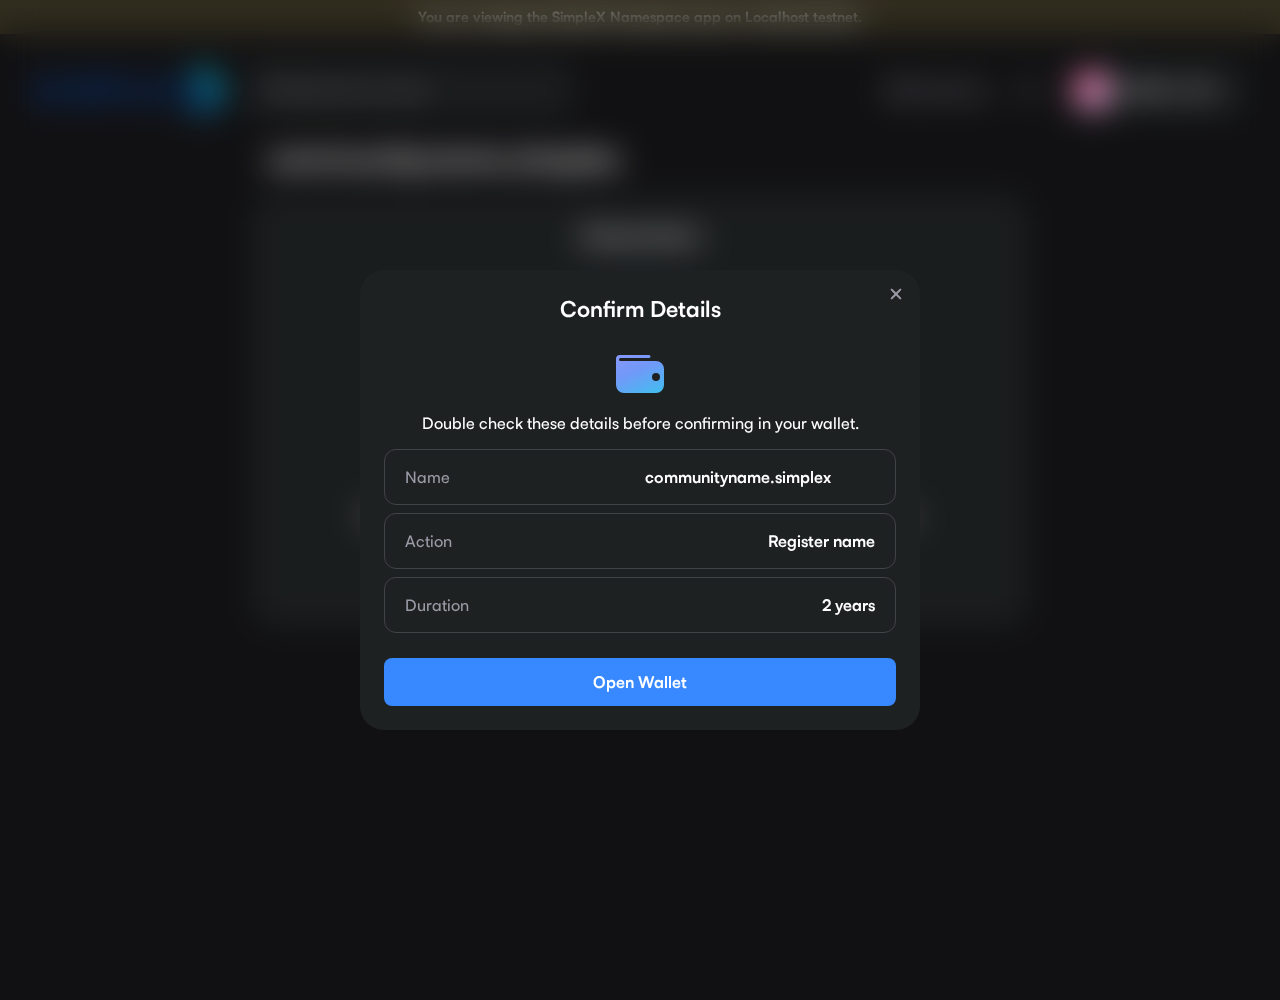 You are viewing the SimpleX Namespace app on Localhost testnet.
Confirm Details
Double check these details before confirming in your wallet.
Name communityname.simplex
Action Register name
Duration 2 years
Open Wallet